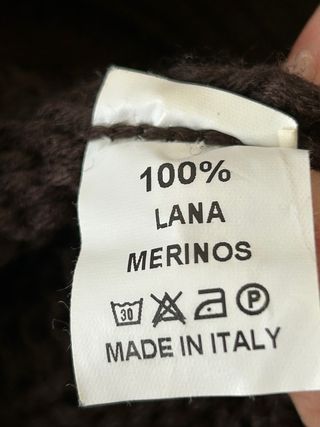 100%
LANA
MERINOS
30 P
MADE IN ITALY